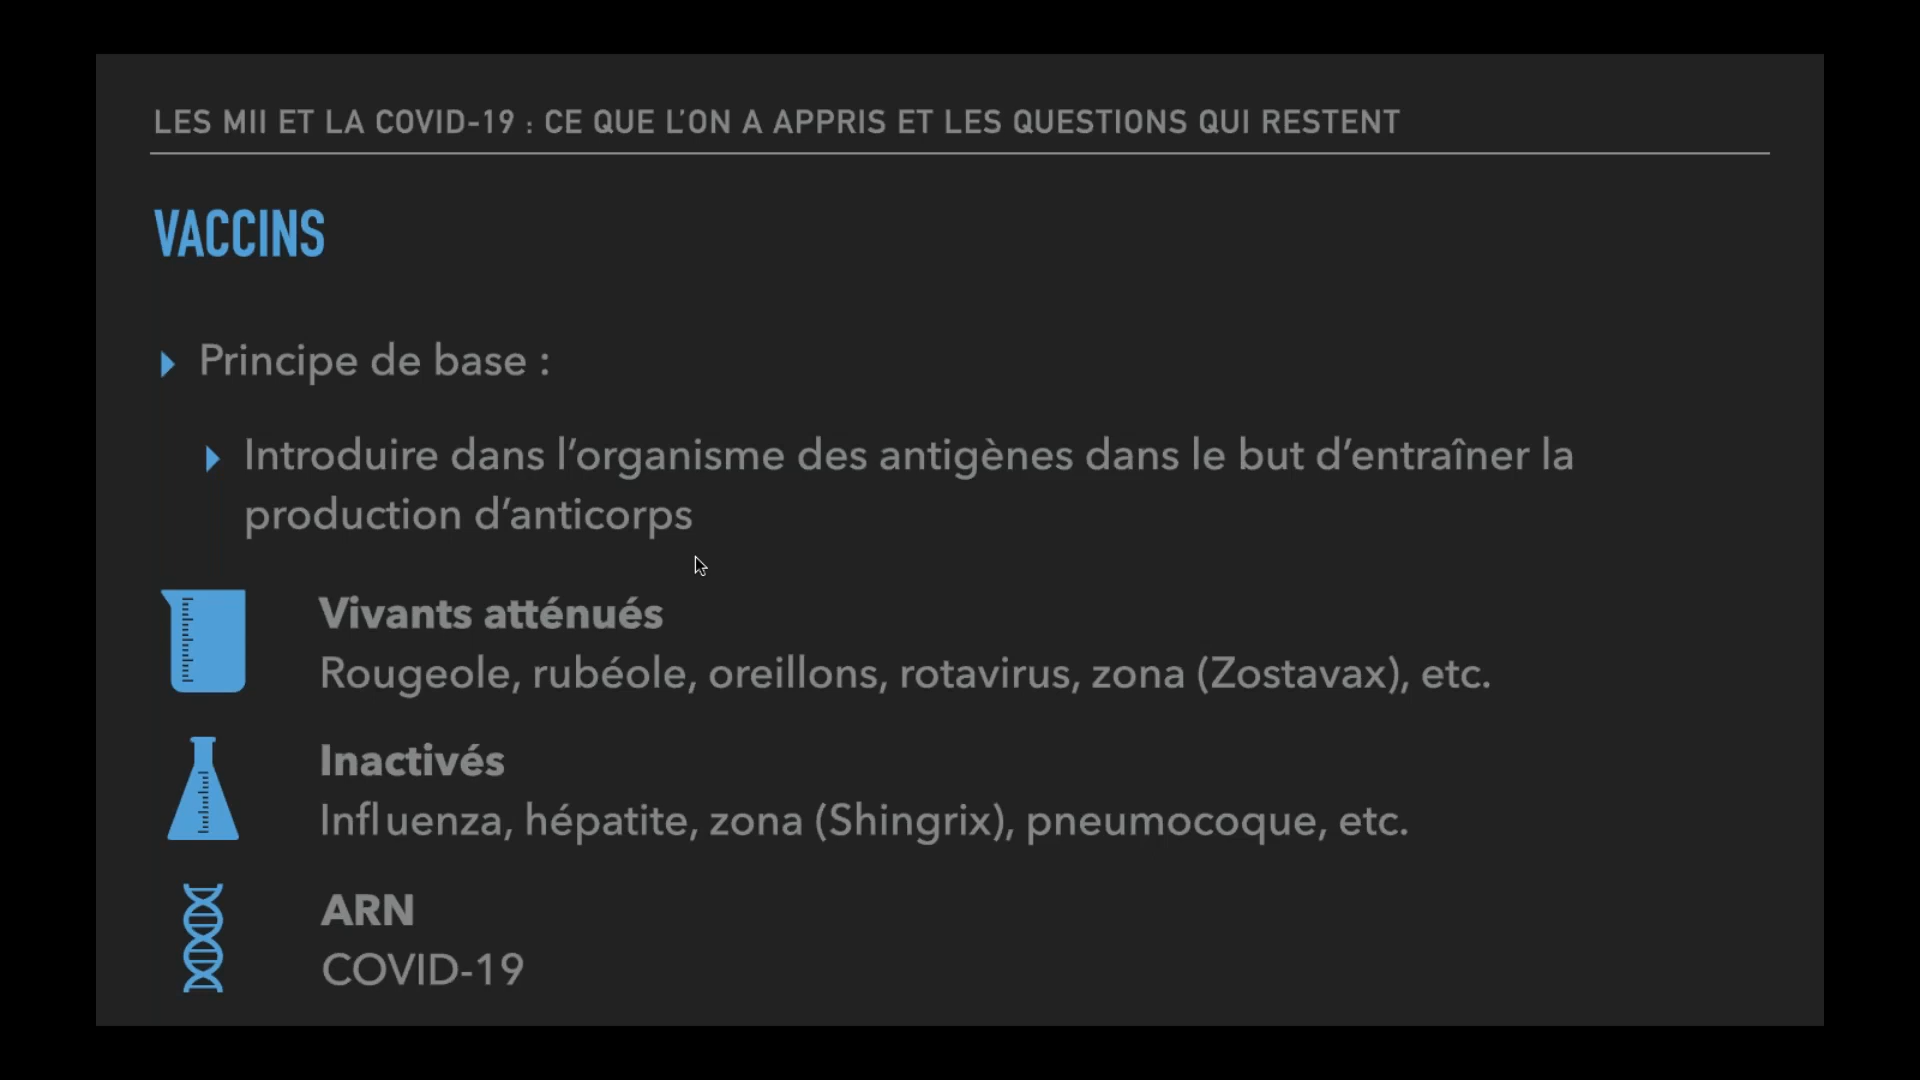 LES MII ET LA COVID-19 : CE QUE L’ON A APPRIS ET LES QUESTIONS QUI RESTENT
VACCINS
Principe de base :
Introduire dans l’organisme des antigènes dans le but d’entraîner la
production d’anticorps
Vivants atténués
Rougeole, rubéole, oreillons, rotavirus, zona (Zostavax), etc.
Inactivés
Influenza, hépatite, zona (Shingrix), pneumocoque, etc.
ARN
COVID-19